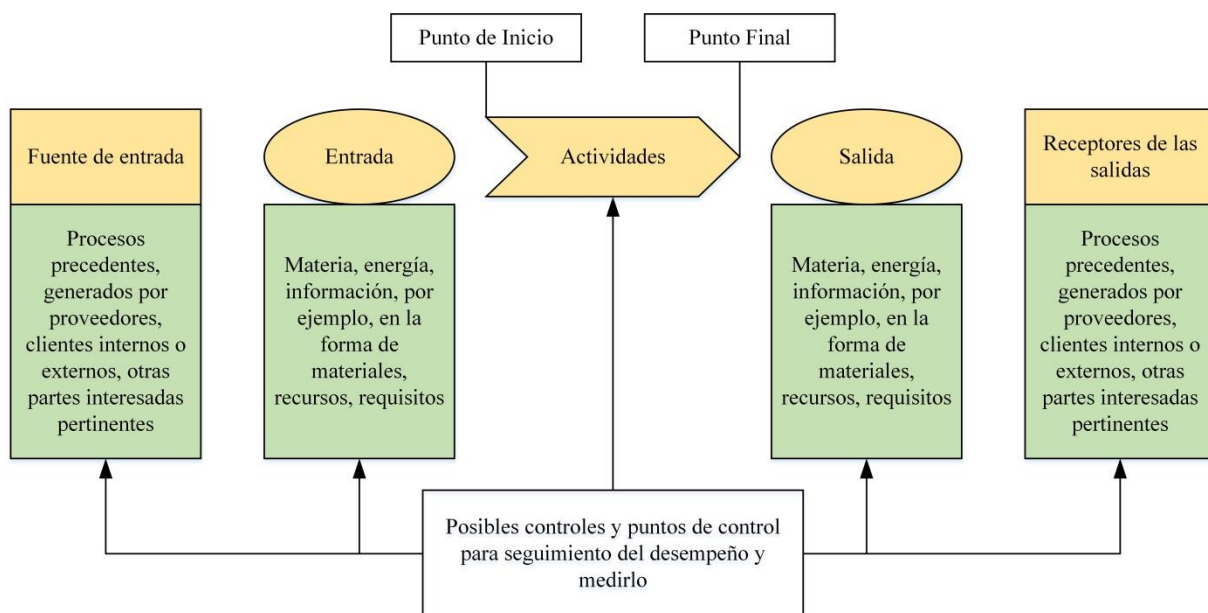 Punto de Inicio
Punto Final
Fuente de entrada
Entrada
Actividades
Salida
Receptores de las
salidas
Procesos
precedentes,
generados por
proveedores,
clientes internos o
externos, otras
partes interesadas
pertinentes
Materia, energía,
información, por
ejemplo, en la
forma de
materiales,
recursos, requisitos
Materia, energía,
información, por
ejemplo, en la
forma de
materiales,
recursos, requisitos
Procesos
precedentes,
generados por
proveedores,
clientes internos o
externos, otras
partes interesadas
pertinentes
Posibles controles y puntos de control
para seguimiento del desempeño y
medirlo